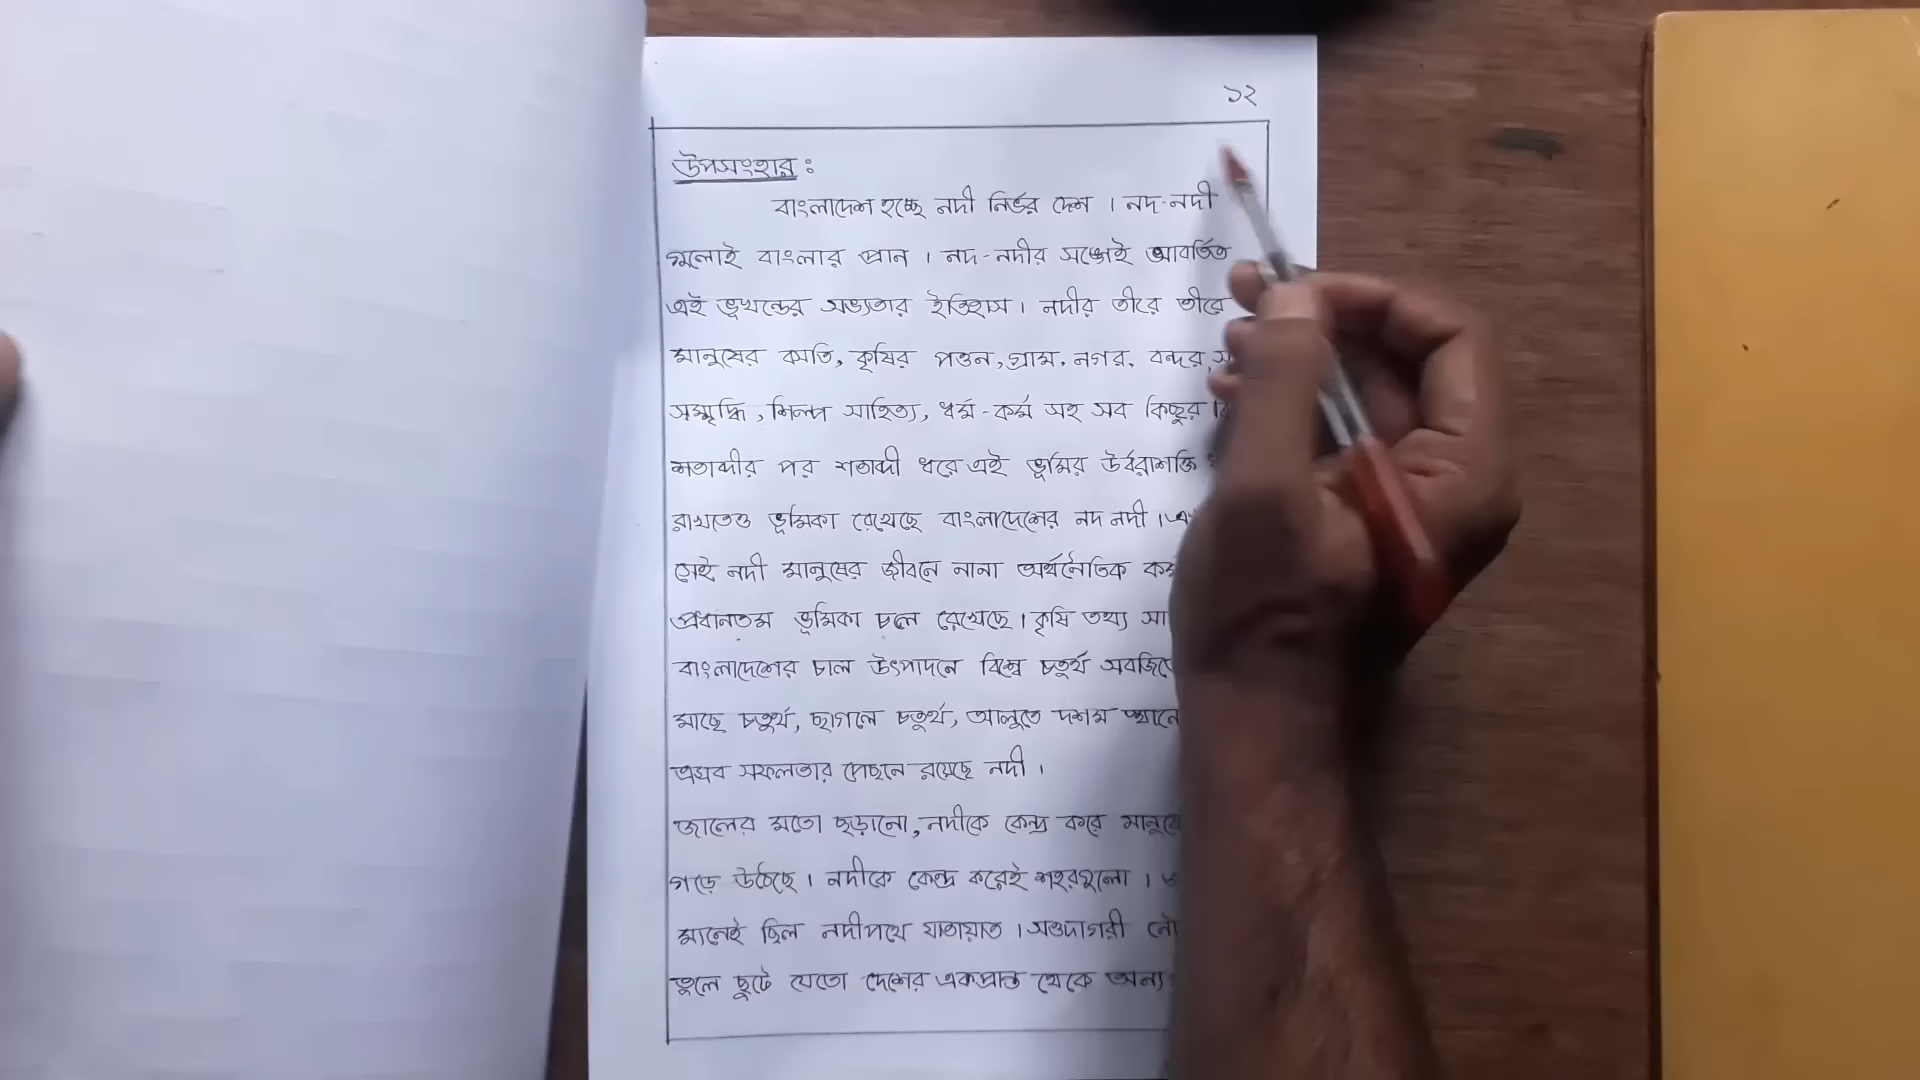 ১২
উপসংহার :
বাংলাদেশ হচ্ছে নদী নির্ভর দেশ । নদ-নদী
গুলোই বাংলার প্রান । নদ-নদীর সঙ্গেই আবর্তিত
এই ভূখন্ডের সভ্যতার ইতিহাস । নদীর তীরে তীরে
মানুষের বসতি, কৃষির পত্তন, গ্রাম, নগর, বন্দর,
সমৃদ্ধি, শিল্প সাহিত্য, ধর্ম-কর্ম সহ সব কিছুর
শতাব্দীর পর শতাব্দী ধরে এই ভূমির উর্বরাশক্তি
রাখতেও ভূমিকা রেখেছে বাংলাদেশের নদ নদী ।
সেই নদী মানুষের জীবনে নানা অর্থনৈতিক
প্রধানতম ভূমিকা চলে রেখেছে । কৃষি তথ্য
বাংলাদেশের চাল উৎপাদনে বিশ্বে চতুর্থ
মাছে চতুর্থ, ছাগলে চতুর্থ, আলুতে দশম
এসব সফলতার পেছনে রয়েছে নদী ।
জালের মতো ছড়ানো, নদীকে কেন্দ্র করে
গড়ে উঠেছে । নদীকে কেন্দ্র করেই শহরগুলো ।
মানেই ছিল নদীপথে যাতায়াত । সওদাগরী
তুলে ছুটে যেতো দেশের একপ্রান্ত থেকে অন্য